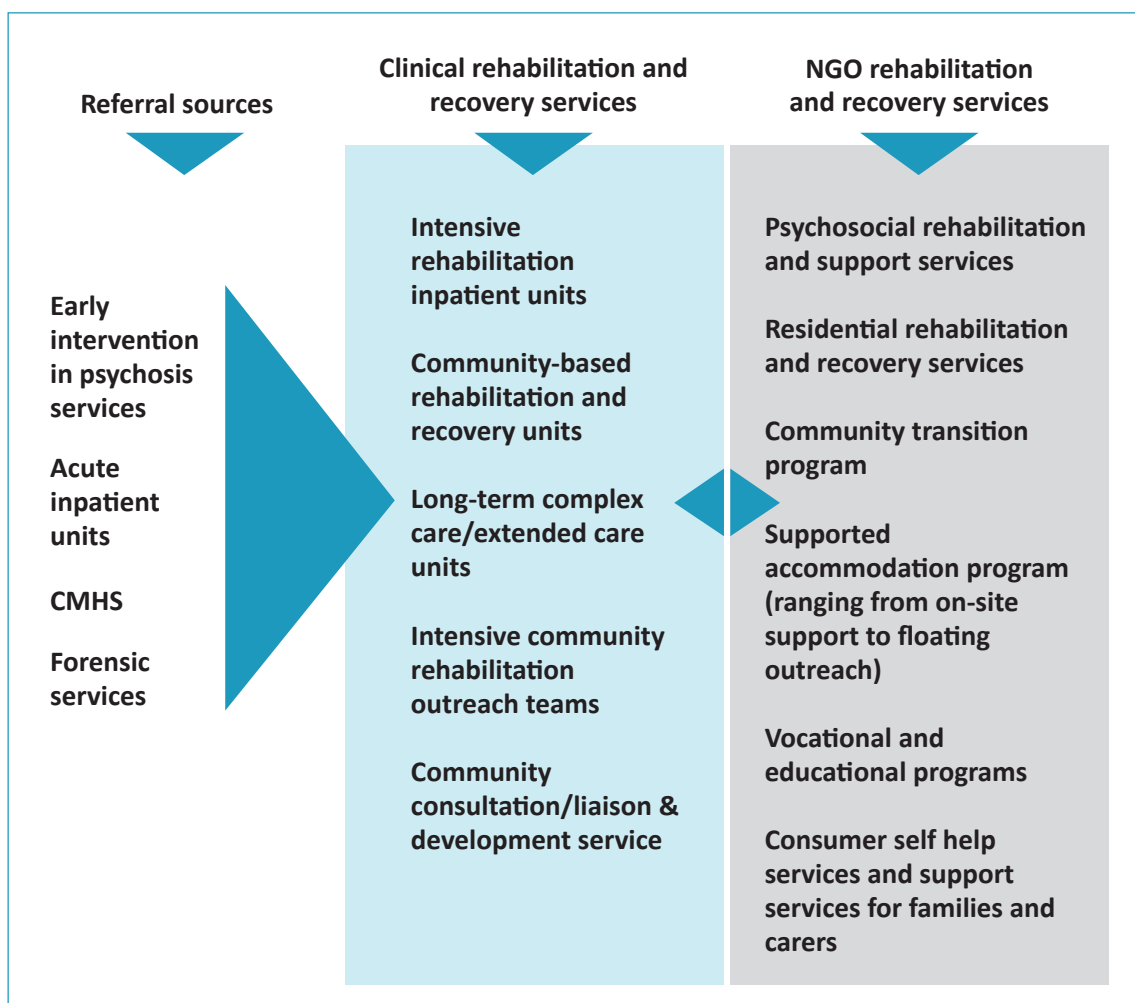 Referral sources
Clinical rehabilitation and
recovery services
NGO rehabilitation
and recovery services
Early
intervention
in psychosis
services
Acute
inpatient
units
CMHS
Forensic
services
Intensive
rehabilitation
inpatient units
Community-based
rehabilitation and
recovery units
Long-term complex
care/extended care
units
Intensive community
rehabilitation
outreach teams
Community
consultation/liaison &
development service
Psychosocial rehabilitation
and support services
Residential rehabilitation
and recovery services
Community transition
program
Supported
accommodation program
(ranging from on-site
support to floating
outreach)
Vocational and
educational programs
Consumer self help
services and support
services for families and
carers